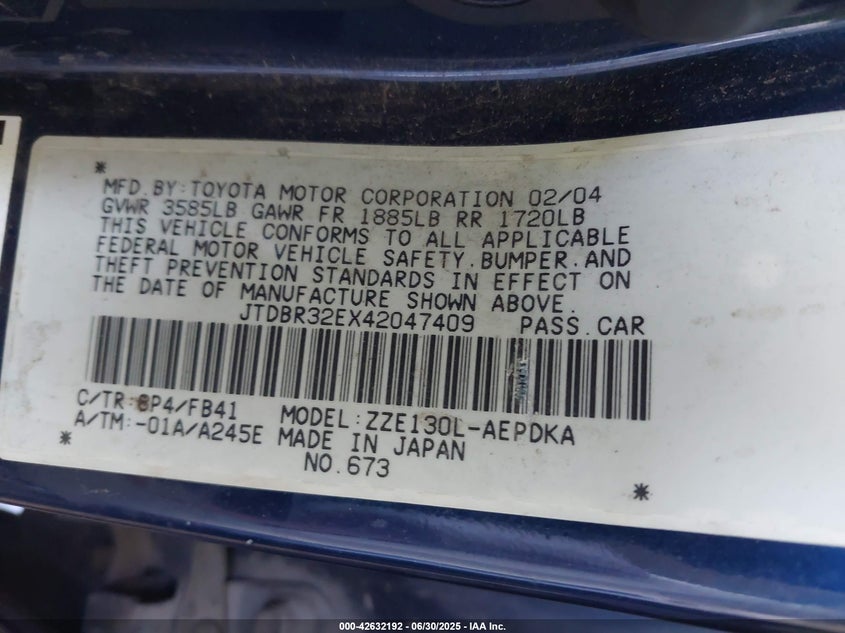 *
MFD.BY:TOYOTA MOTOR CORPORATION 02/04
GVWR 3585LB GAWR FR 1885LB RR 1720LB
THIS VEHICLE CONFORMS TO ALL APPLICABLE
FEDERAL MOTOR VEHICLE SAFETY.BUMPER.AND
THEFT PREVENTION STANDARDS IN EFFECT ON
THE DATE OF MANUFACTURE SHOWN ABOVE.
JTDBR32EX42047409 PASS.CAR
C/TR:8P4/FB41 MODEL:ZZE130L-AEPDKA
A/TM:-01A/A245E MADE IN JAPAN
* NO.673 *
000-42632192 - 06/30/2025 - IAA Inc.